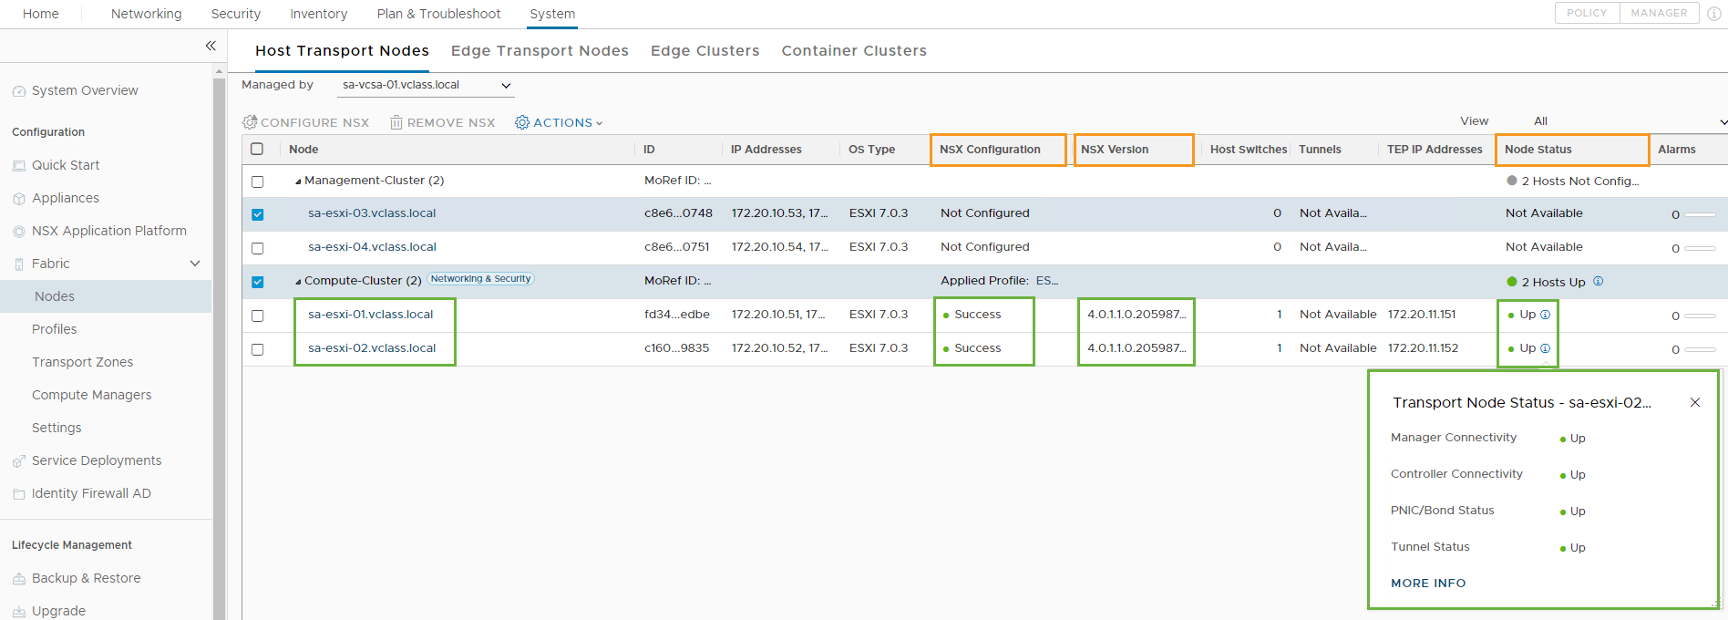 Home Networking Security Inventory Plan & Troubleshoot System POLICY MANAGER
Host Transport Nodes Edge Transport Nodes Edge Clusters Container Clusters
Managed by sa-vcsa-01.vclass.local
System Overview
Configuration
Quick Start
Appliances
NSX Application Platform
Fabric
Nodes
Profiles
Transport Zones
Compute Managers
Settings
Service Deployments
Identity Firewall AD
Lifecycle Management
Backup & Restore
Upgrade
CONFIGURE NSX REMOVE NSX ACTIONS View All
Node ID IP Addresses OS Type NSX Configuration NSX Version Host Switches Tunnels TEP IP Addresses Node Status Alarms
Management-Cluster (2) MoRef ID: ... 2 Hosts Not Config...
sa-esxi-03.vclass.local c8e6...0748 172.20.10.53, 17... ESXI 7.0.3 Not Configured 0 Not Availa... Not Available 0
sa-esxi-04.vclass.local c8e6...0751 172.20.10.54, 17... ESXI 7.0.3 Not Configured 0 Not Availa... Not Available 0
Compute-Cluster (2) Networking & Security MoRef ID: ... Applied Profile: ES... 2 Hosts Up
sa-esxi-01.vclass.local fd34...edbe 172.20.10.51, 17... ESXI 7.0.3 Success 4.0.1.1.0.205987... 1 Not Available 172.20.11.151 Up 0
sa-esxi-02.vclass.local c160...9835 172.20.10.52, 17... ESXI 7.0.3 Success 4.0.1.1.0.205987... 1 Not Available 172.20.11.152 Up 0
Transport Node Status - sa-esxi-02...
Manager Connectivity Up
Controller Connectivity Up
PNIC/Bond Status Up
Tunnel Status Up
MORE INFO